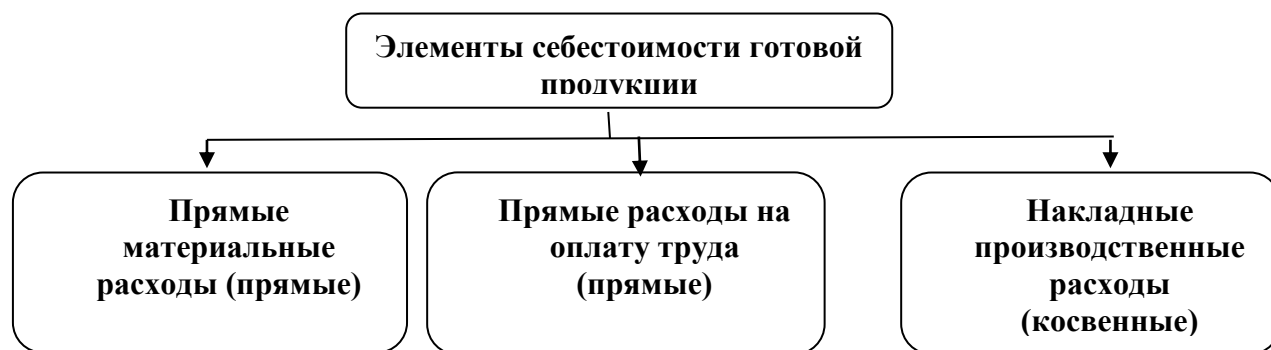 Элементы себестоимости готовой
продукции
Прямые
материальные
расходы (прямые)
Прямые расходы на
оплату труда
(прямые)
Накладные
производственные
расходы
(косвенные)